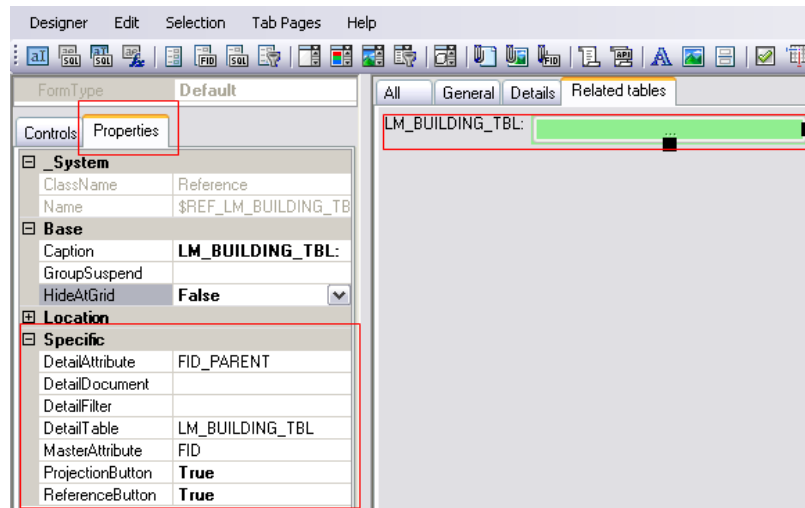 Designer Edit Selection Tab Pages Help
FormType Default
All General Details Related tables
Controls Properties
LM_BUILDING_TBL: ...
_System
ClassName Reference
Name $REF_LM_BUILDING_TB
Base
Caption LM_BUILDING_TBL:
GroupSuspend
HideAtGrid False
Location
Specific
DetailAttribute FID_PARENT
DetailDocument
DetailFilter
DetailTable LM_BUILDING_TBL
MasterAttribute FID
ProjectionButton True
ReferenceButton True